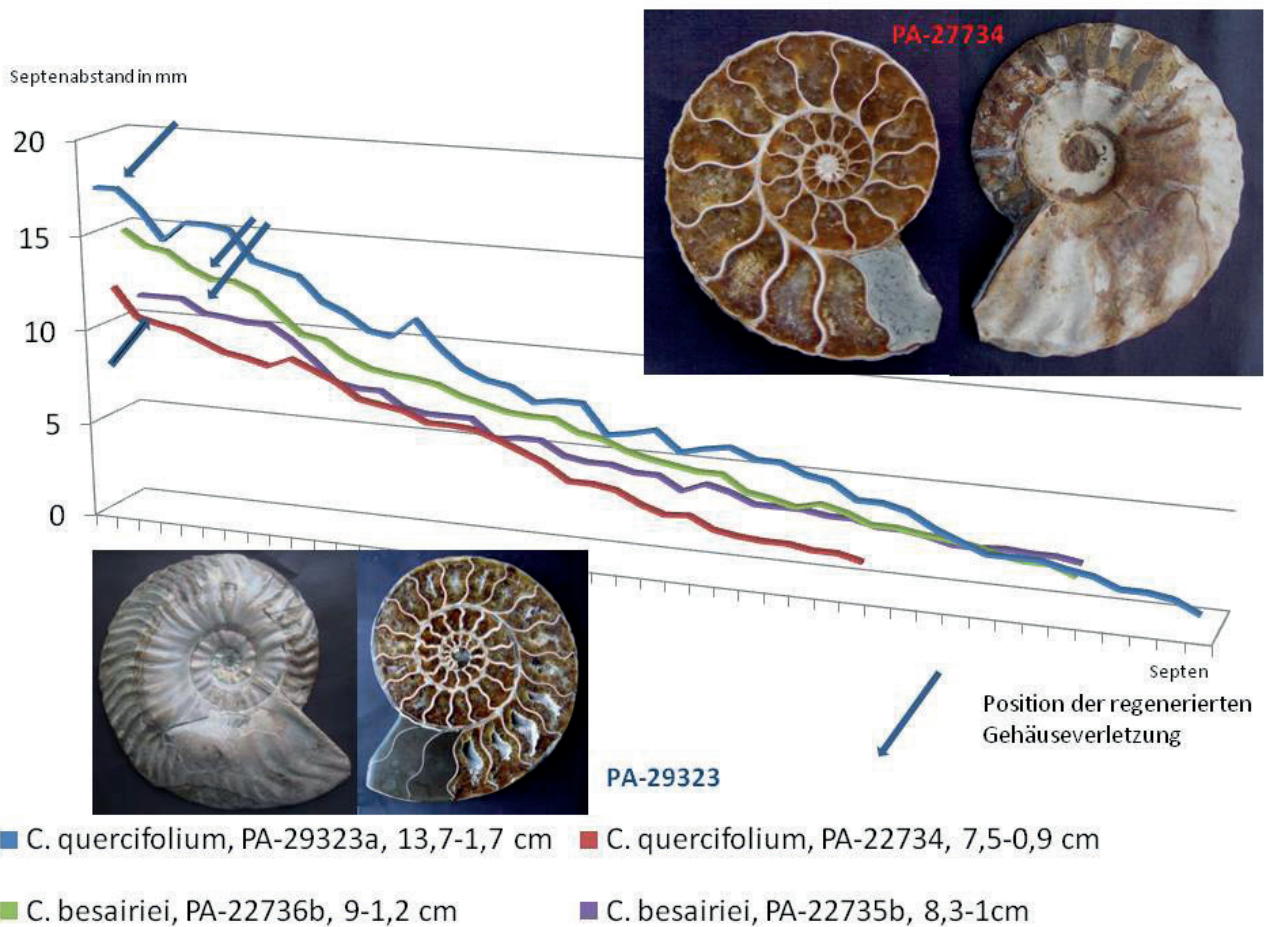 PA-27734
Septenabstand in mm
20
15
10
5
0
Septen
Position der regenerierten
Gehäuseverletzung
PA-29323
C. quercifolium, PA-29323a, 13,7-1,7 cm
C. quercifolium, PA-22734, 7,5-0,9 cm
C. besairiei, PA-22736b, 9-1,2 cm
C. besairiei, PA-22735b, 8,3-1cm